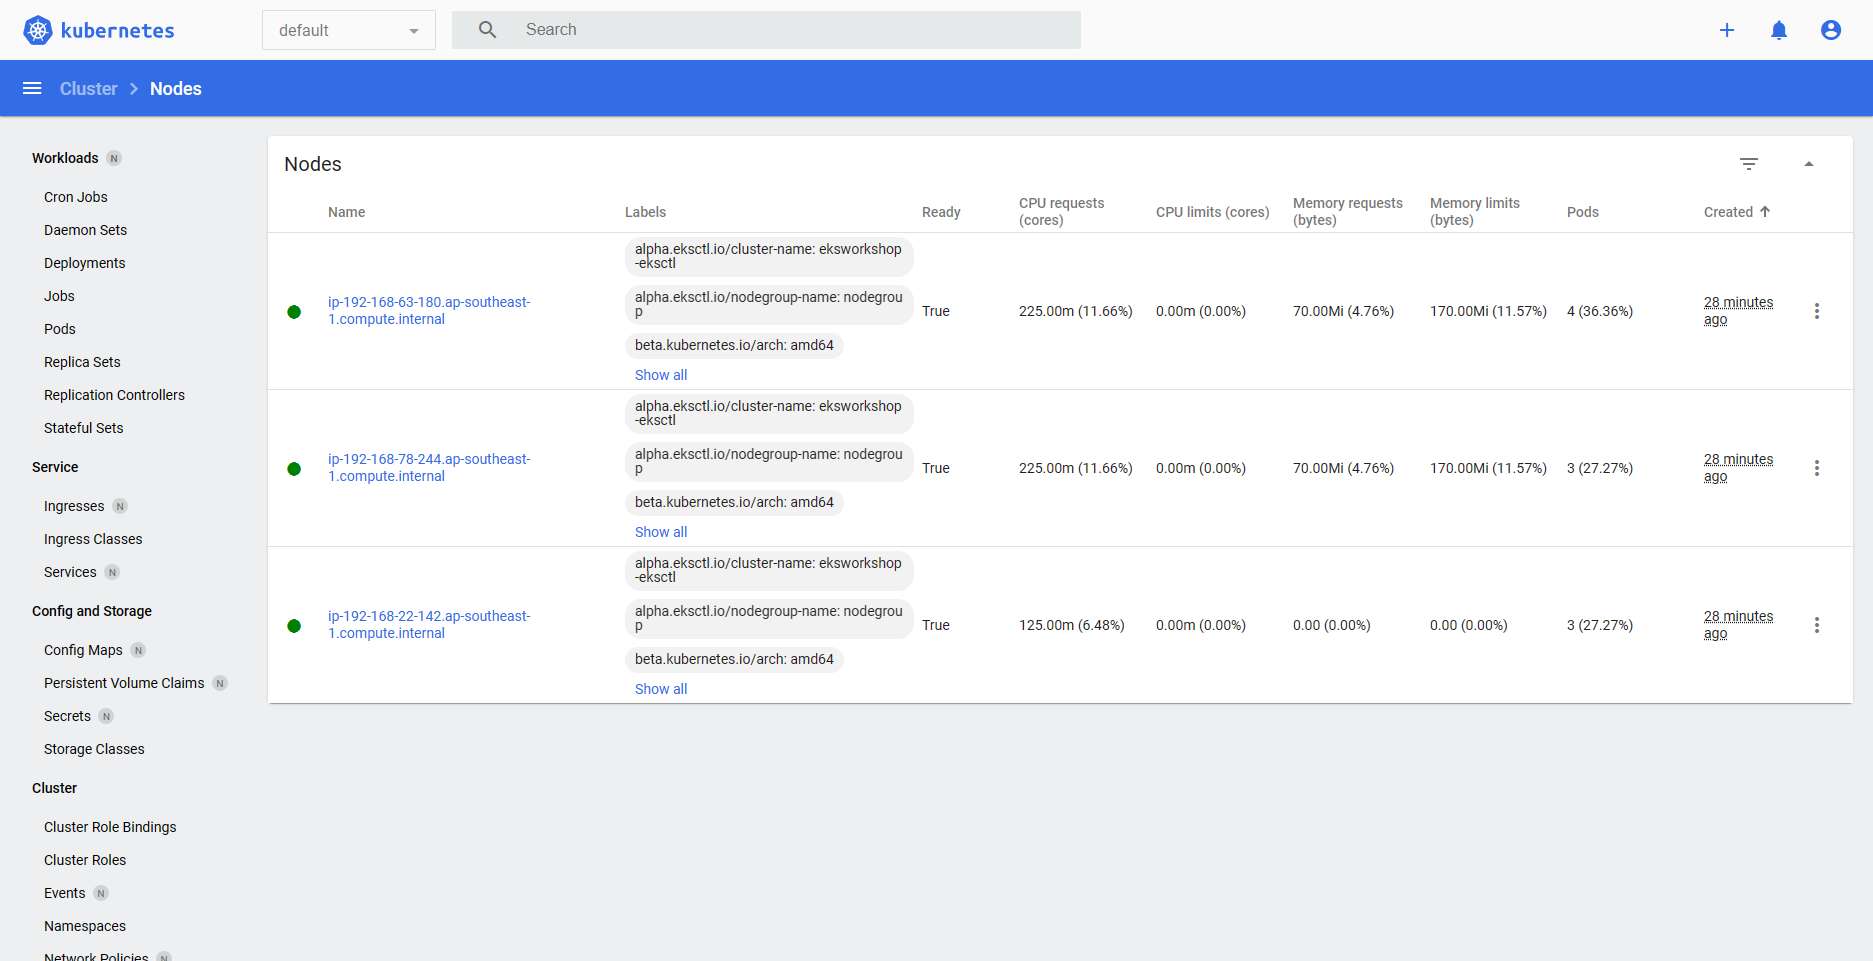 kubernetes
default
Search
Cluster > Nodes
Workloads N
Cron Jobs
Daemon Sets
Deployments
Jobs
Pods
Replica Sets
Replication Controllers
Stateful Sets
Service
Ingresses N
Ingress Classes
Services N
Config and Storage
Config Maps N
Persistent Volume Claims N
Secrets N
Storage Classes
Cluster
Cluster Role Bindings
Cluster Roles
Events N
Namespaces
Network Policies N
Nodes
Name
Labels
Ready
CPU requests
(cores)
CPU limits (cores)
Memory requests
(bytes)
Memory limits
(bytes)
Pods
Created
ip-192-168-63-180.ap-southeast-
1.compute.internal
alpha.eksctl.io/cluster-name: eksworkshop
-eksctl
alpha.eksctl.io/nodegroup-name: nodegrou
p
beta.kubernetes.io/arch: amd64
Show all
True
225.00m (11.66%)
0.00m (0.00%)
70.00Mi (4.76%)
170.00Mi (11.57%)
4 (36.36%)
28 minutes
ago
ip-192-168-78-244.ap-southeast-
1.compute.internal
alpha.eksctl.io/cluster-name: eksworkshop
-eksctl
alpha.eksctl.io/nodegroup-name: nodegrou
p
beta.kubernetes.io/arch: amd64
Show all
True
225.00m (11.66%)
0.00m (0.00%)
70.00Mi (4.76%)
170.00Mi (11.57%)
3 (27.27%)
28 minutes
ago
ip-192-168-22-142.ap-southeast-
1.compute.internal
alpha.eksctl.io/cluster-name: eksworkshop
-eksctl
alpha.eksctl.io/nodegroup-name: nodegrou
p
beta.kubernetes.io/arch: amd64
Show all
True
125.00m (6.48%)
0.00m (0.00%)
0.00 (0.00%)
0.00 (0.00%)
3 (27.27%)
28 minutes
ago